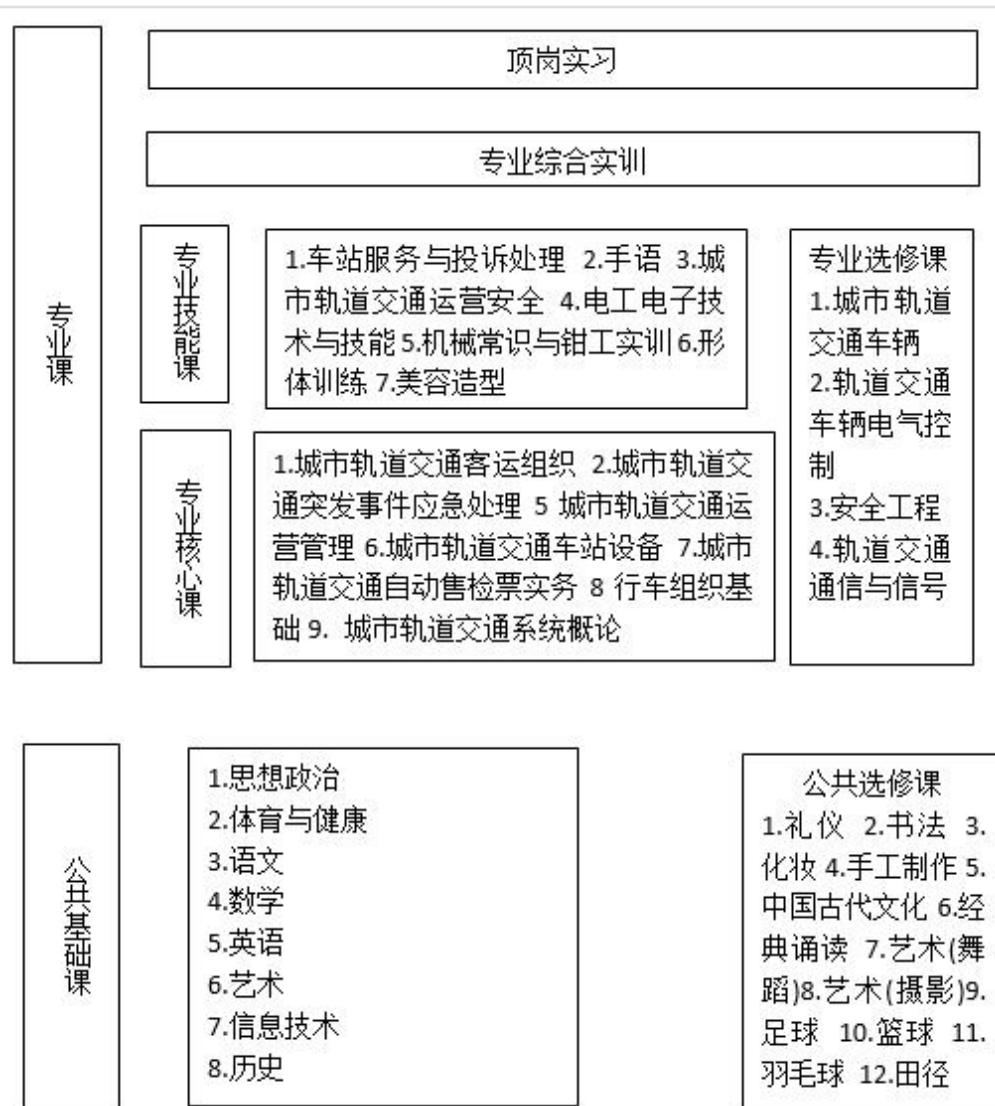 顶岗实习
专业综合实训
专业课
专业技能课
1.车站服务与投诉处理 2.手语 3.城
市轨道交通运营安全 4.电工电子技
术与技能 5.机械常识与钳工实训 6.形
体训练 7.美容造型
专业核心课
1.城市轨道交通客运组织 2.城市轨道交
通突发事件应急处理 5 城市轨道交通运
营管理 6.城市轨道交通车站设备 7.城市
轨道交通自动售检票实务 8 行车组织基
础 9. 城市轨道交通系统概论
专业选修课
1.城市轨道
交通车辆
2.轨道交通
车辆电气控
制
3.安全工程
4.轨道交通
通信与信号
公共基础课
1.思想政治
2.体育与健康
3.语文
4.数学
5.英语
6.艺术
7.信息技术
8.历史
公共选修课
1.礼仪 2.书法 3.
化妆 4.手工制作 5.
中国古代文化 6.经
典诵读 7.艺术(舞
蹈)8.艺术(摄影)9.
足球 10.篮球 11.
羽毛球 12.田径